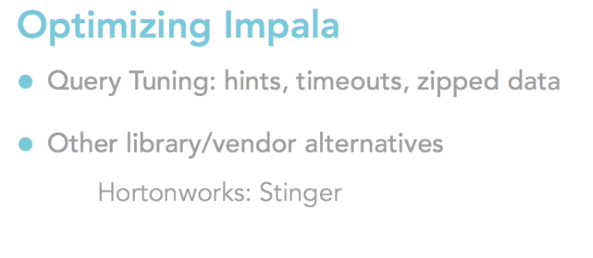 Optimizing Impala
• Query Tuning: hints, timeouts, zipped data
• Other library/vendor alternatives
Hortonworks: Stinger